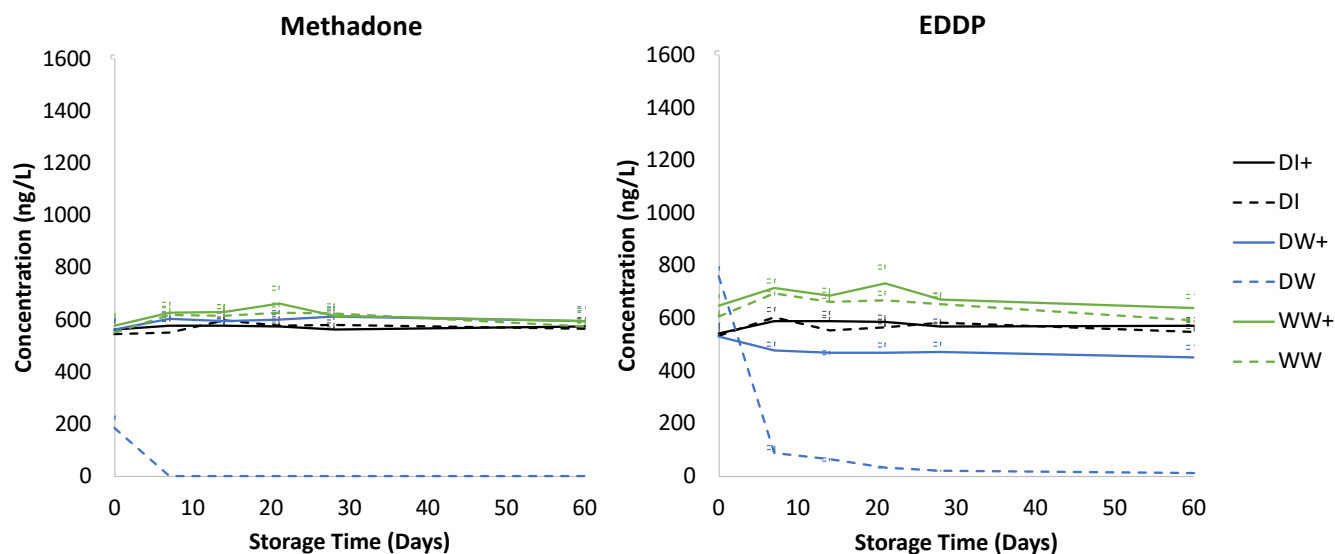 Methadone
Concentration (ng/L)
1600
1400
1200
1000
800
600
400
200
0
0 10 20 30 40 50 60
Storage Time (Days)
EDDP
Concentration (ng/L)
1600
1400
1200
1000
800
600
400
200
0
0 10 20 30 40 50 60
Storage Time (Days)
DI+
DI
DW+
DW
WW+
WW